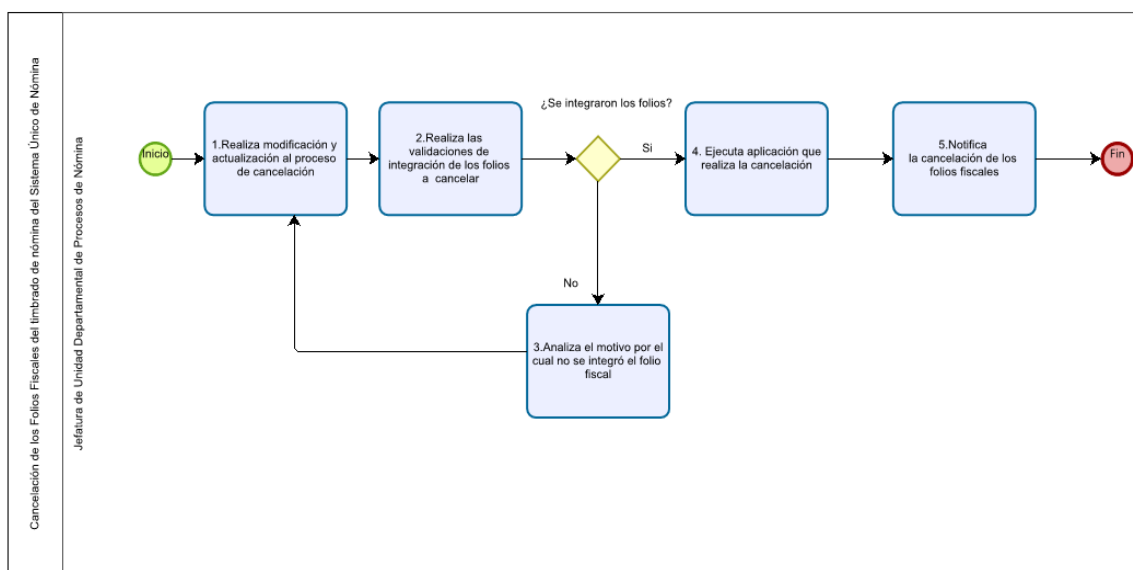 Cancelación de los Folios Fiscales del timbrado de nómina del Sistema Único de Nómina
Jefatura de Unidad Departamental de Procesos de Nómina
Inicio
1.Realiza modificación y
actualización al proceso
de cancelación
2.Realiza las
validaciones de
integración de los folios
a cancelar
¿Se integraron los folios?
Si
No
3.Analiza el motivo por el
cual no se integró el folio
fiscal
4. Ejecuta aplicación que
realiza la cancelación
5.Notifica
la cancelación de los
folios fiscales
Fin